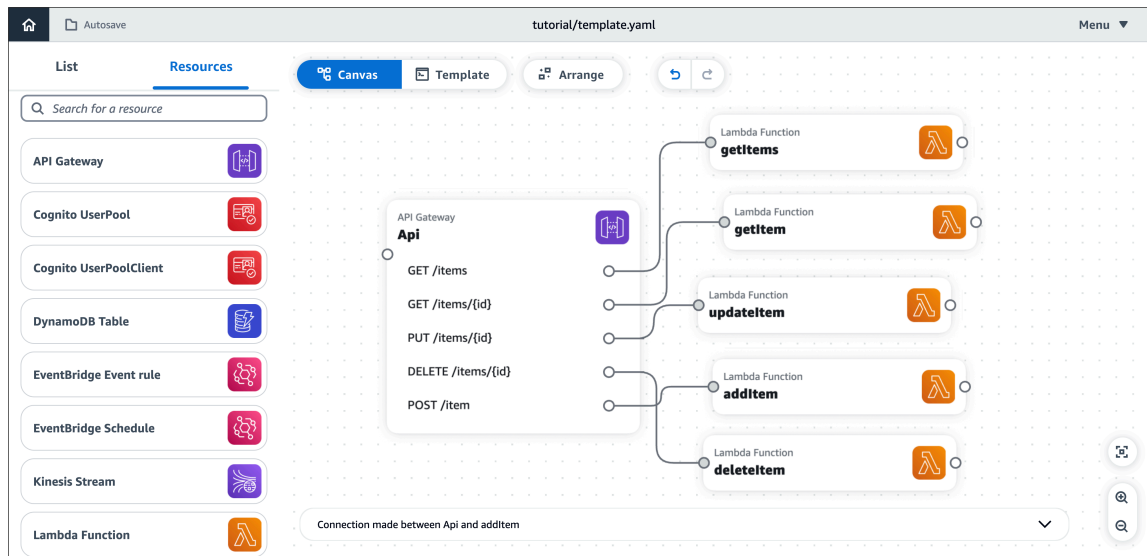 Autosave
tutorial/template.yaml
Menu
List
Resources
Search for a resource
API Gateway
Cognito UserPool
Cognito UserPoolClient
DynamoDB Table
EventBridge Event rule
EventBridge Schedule
Kinesis Stream
Lambda Function
Canvas
Template
Arrange
API Gateway
Api
GET /items
GET /items/{id}
PUT /items/{id}
DELETE /items/{id}
POST /item
Lambda Function
getItems
Lambda Function
getItem
Lambda Function
updateItem
Lambda Function
addItem
Lambda Function
deleteItem
Connection made between Api and addItem